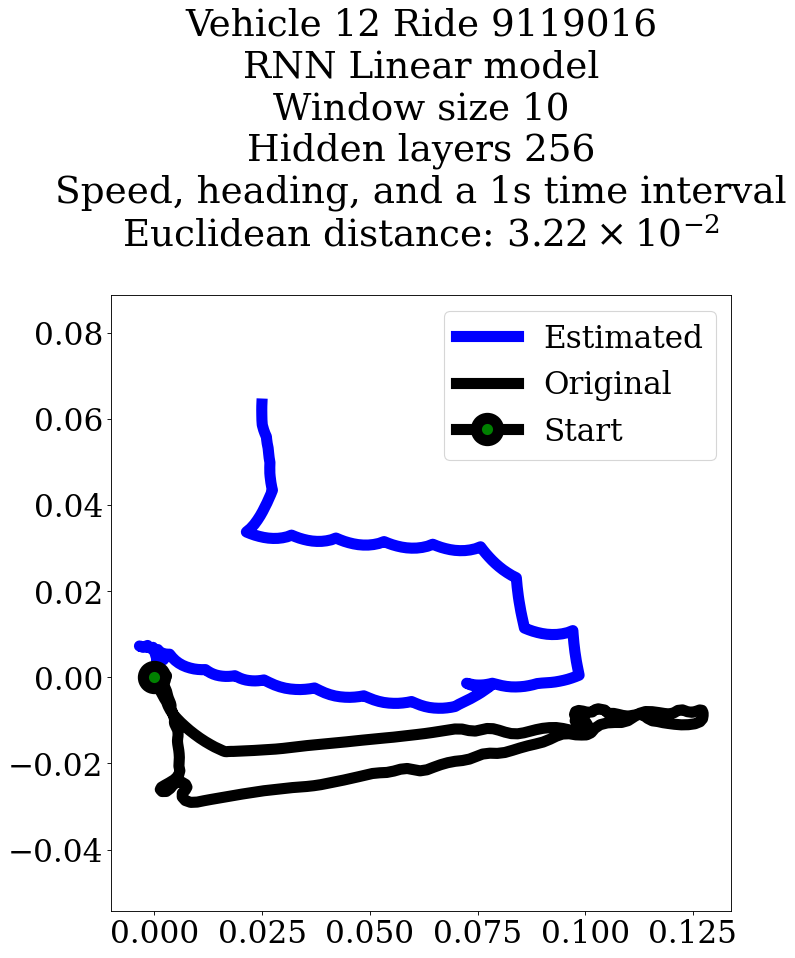 Vehicle 12 Ride 9119016
RNN Linear model
Window size 10
Hidden layers 256
Speed, heading, and a 1s time interval
Euclidean distance: 3.22 × 10⁻²
Estimated
Original
Start
0.08
0.06
0.04
0.02
0.00
−0.02
−0.04
0.000 0.025 0.050 0.075 0.100 0.125